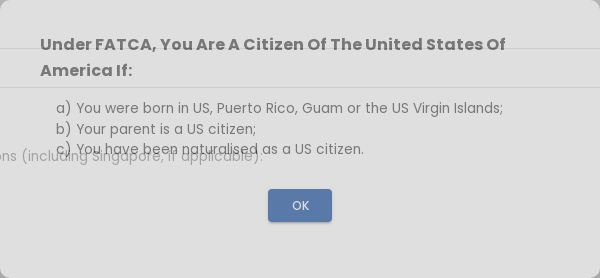 Under FATCA, You Are A Citizen Of The United States Of
America If:
a) You were born in US, Puerto Rico, Guam or the US Virgin Islands;
b) Your parent is a US citizen;
c) You have been naturalised as a US citizen.
ons (including Singapore, if applicable).
OK